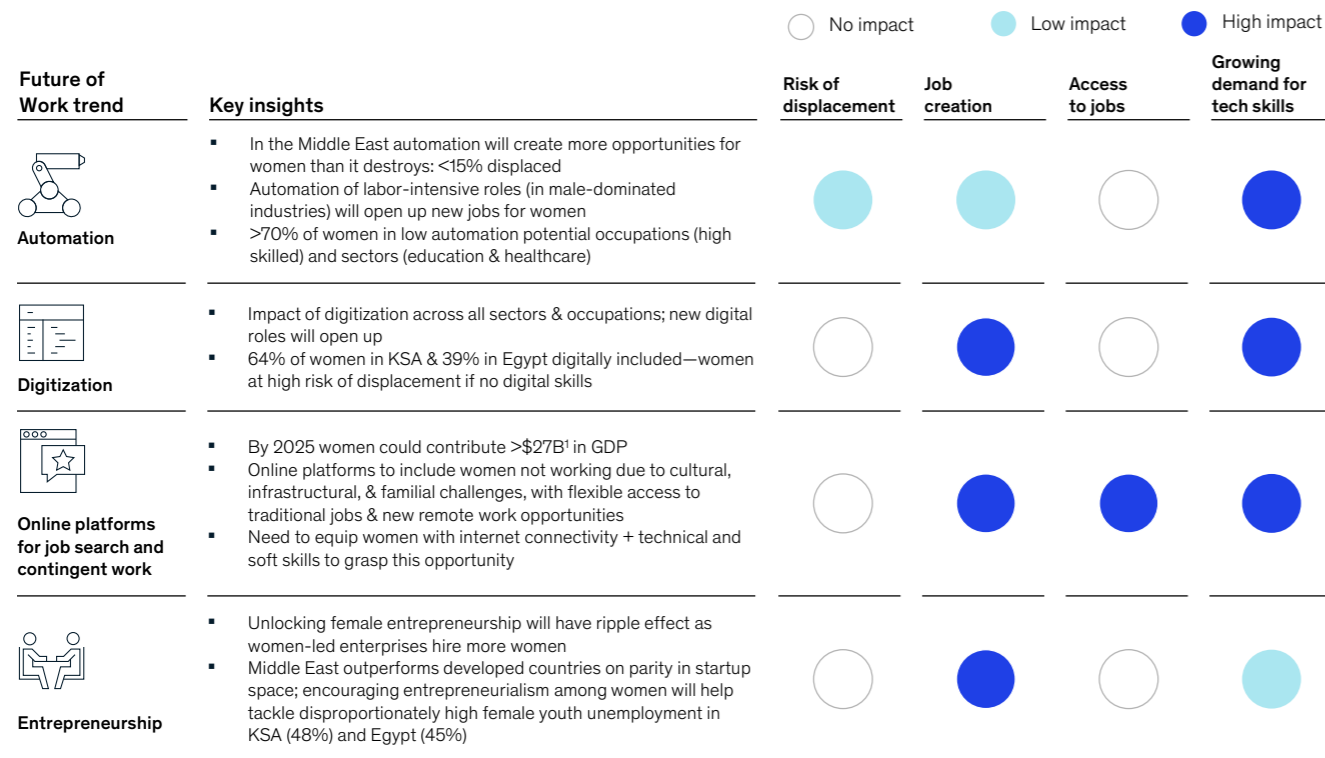 No impact
Low impact
High impact
Future of
Work trend
Key insights
Risk of
displacement
Job
creation
Access
to jobs
Growing
demand for
tech skills
Automation
▪ In the Middle East automation will create more opportunities for
women than it destroys: <15% displaced
▪ Automation of labor-intensive roles (in male-dominated
industries) will open up new jobs for women
▪ >70% of women in low automation potential occupations (high
skilled) and sectors (education & healthcare)
Digitization
▪ Impact of digitization across all sectors & occupations; new digital
roles will open up
▪ 64% of women in KSA & 39% in Egypt digitally included—women
at high risk of displacement if no digital skills
Online platforms
for job search and
contingent work
▪ By 2025 women could contribute >$27B¹ in GDP
▪ Online platforms to include women not working due to cultural,
infrastructural, & familial challenges, with flexible access to
traditional jobs & new remote work opportunities
▪ Need to equip women with internet connectivity + technical and
soft skills to grasp this opportunity
Entrepreneurship
▪ Unlocking female entrepreneurship will have ripple effect as
women-led enterprises hire more women
▪ Middle East outperforms developed countries on parity in startup
space; encouraging entrepreneurialism among women will help
tackle disproportionately high female youth unemployment in
KSA (48%) and Egypt (45%)